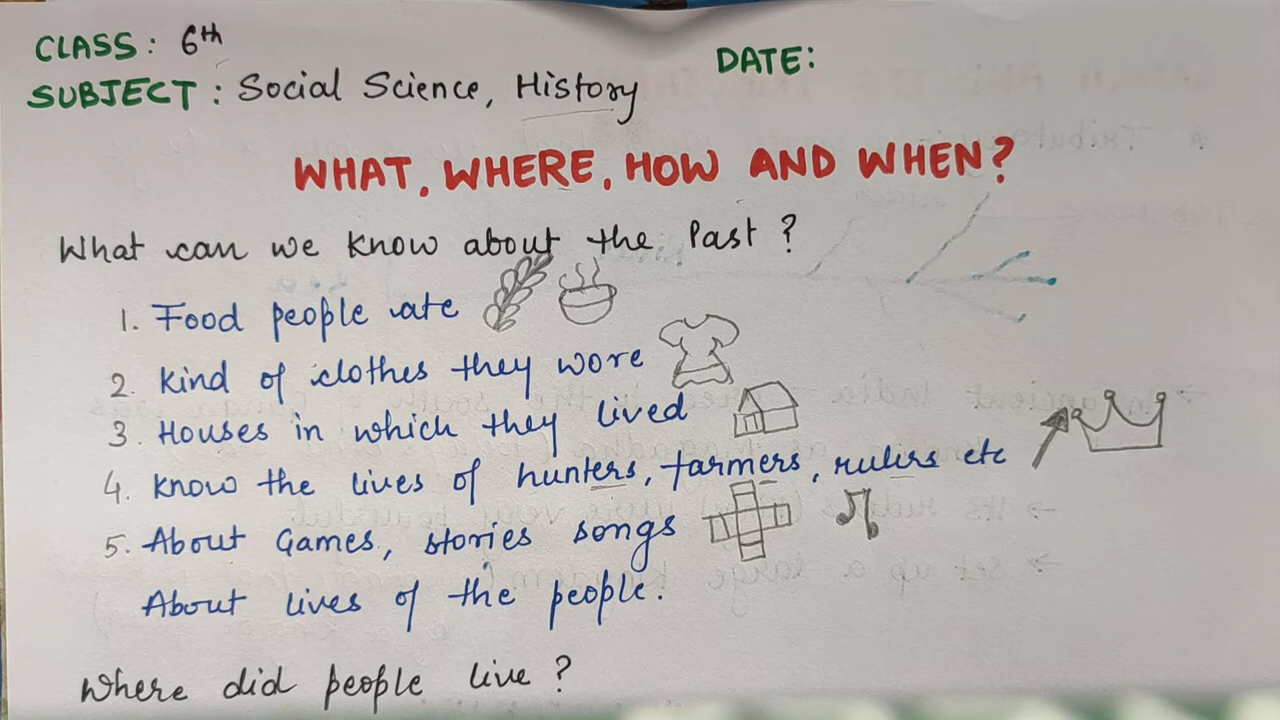 CLASS: 6th
DATE:
SUBJECT: Social Science, History
WHAT, WHERE, HOW AND WHEN?
What can we know about the Past?
1. Food people ate
2. Kind of clothes they wore
3. Houses in which they lived
4. Know the lives of hunters, farmers, rulers etc
5. About Games, stories songs
About lives of the people.
Where did people live?